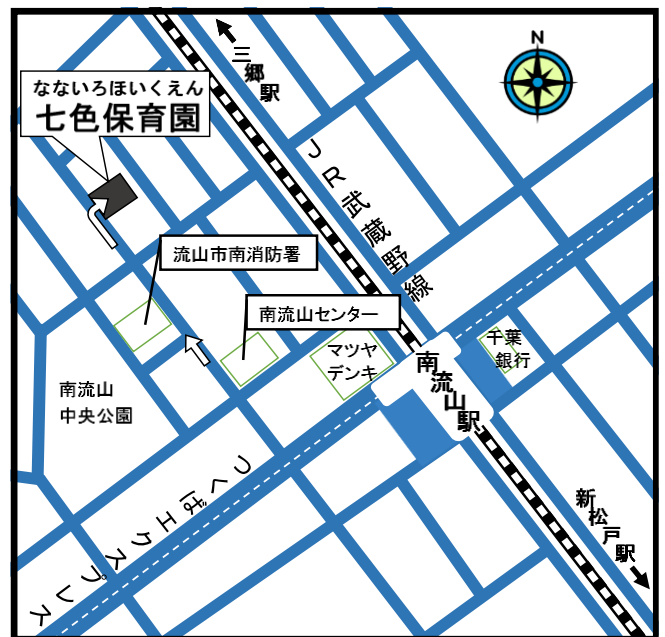 N
三郷駅
なないろほいくえん
七色保育園
JR武蔵野線
流山市南消防署
南流山センター
マツヤ
デンキ
千葉
銀行
南流山駅
南流山
中央公園
つくばエクスプレス
新松戸駅